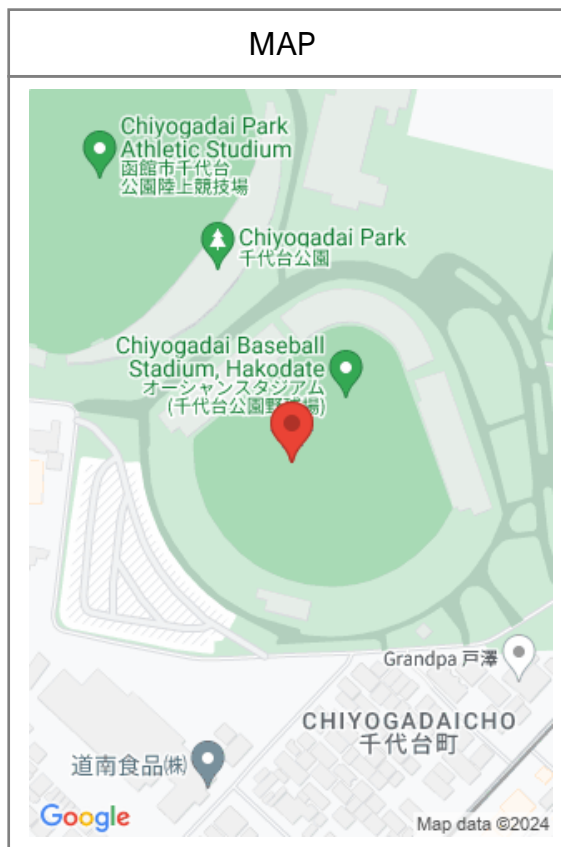 MAP
Chiyogadai Park
Athletic Studium
函館市千代台
公園陸上競技場
Chiyogadai Park
千代台公園
Chiyogadai Baseball
Stadium, Hakodate
オーシャンスタジアム
(千代台公園野球場)
Grandpa 戸澤
CHIYOGADAICHO
千代台町
道南食品㈱
Google
Map data ©2024